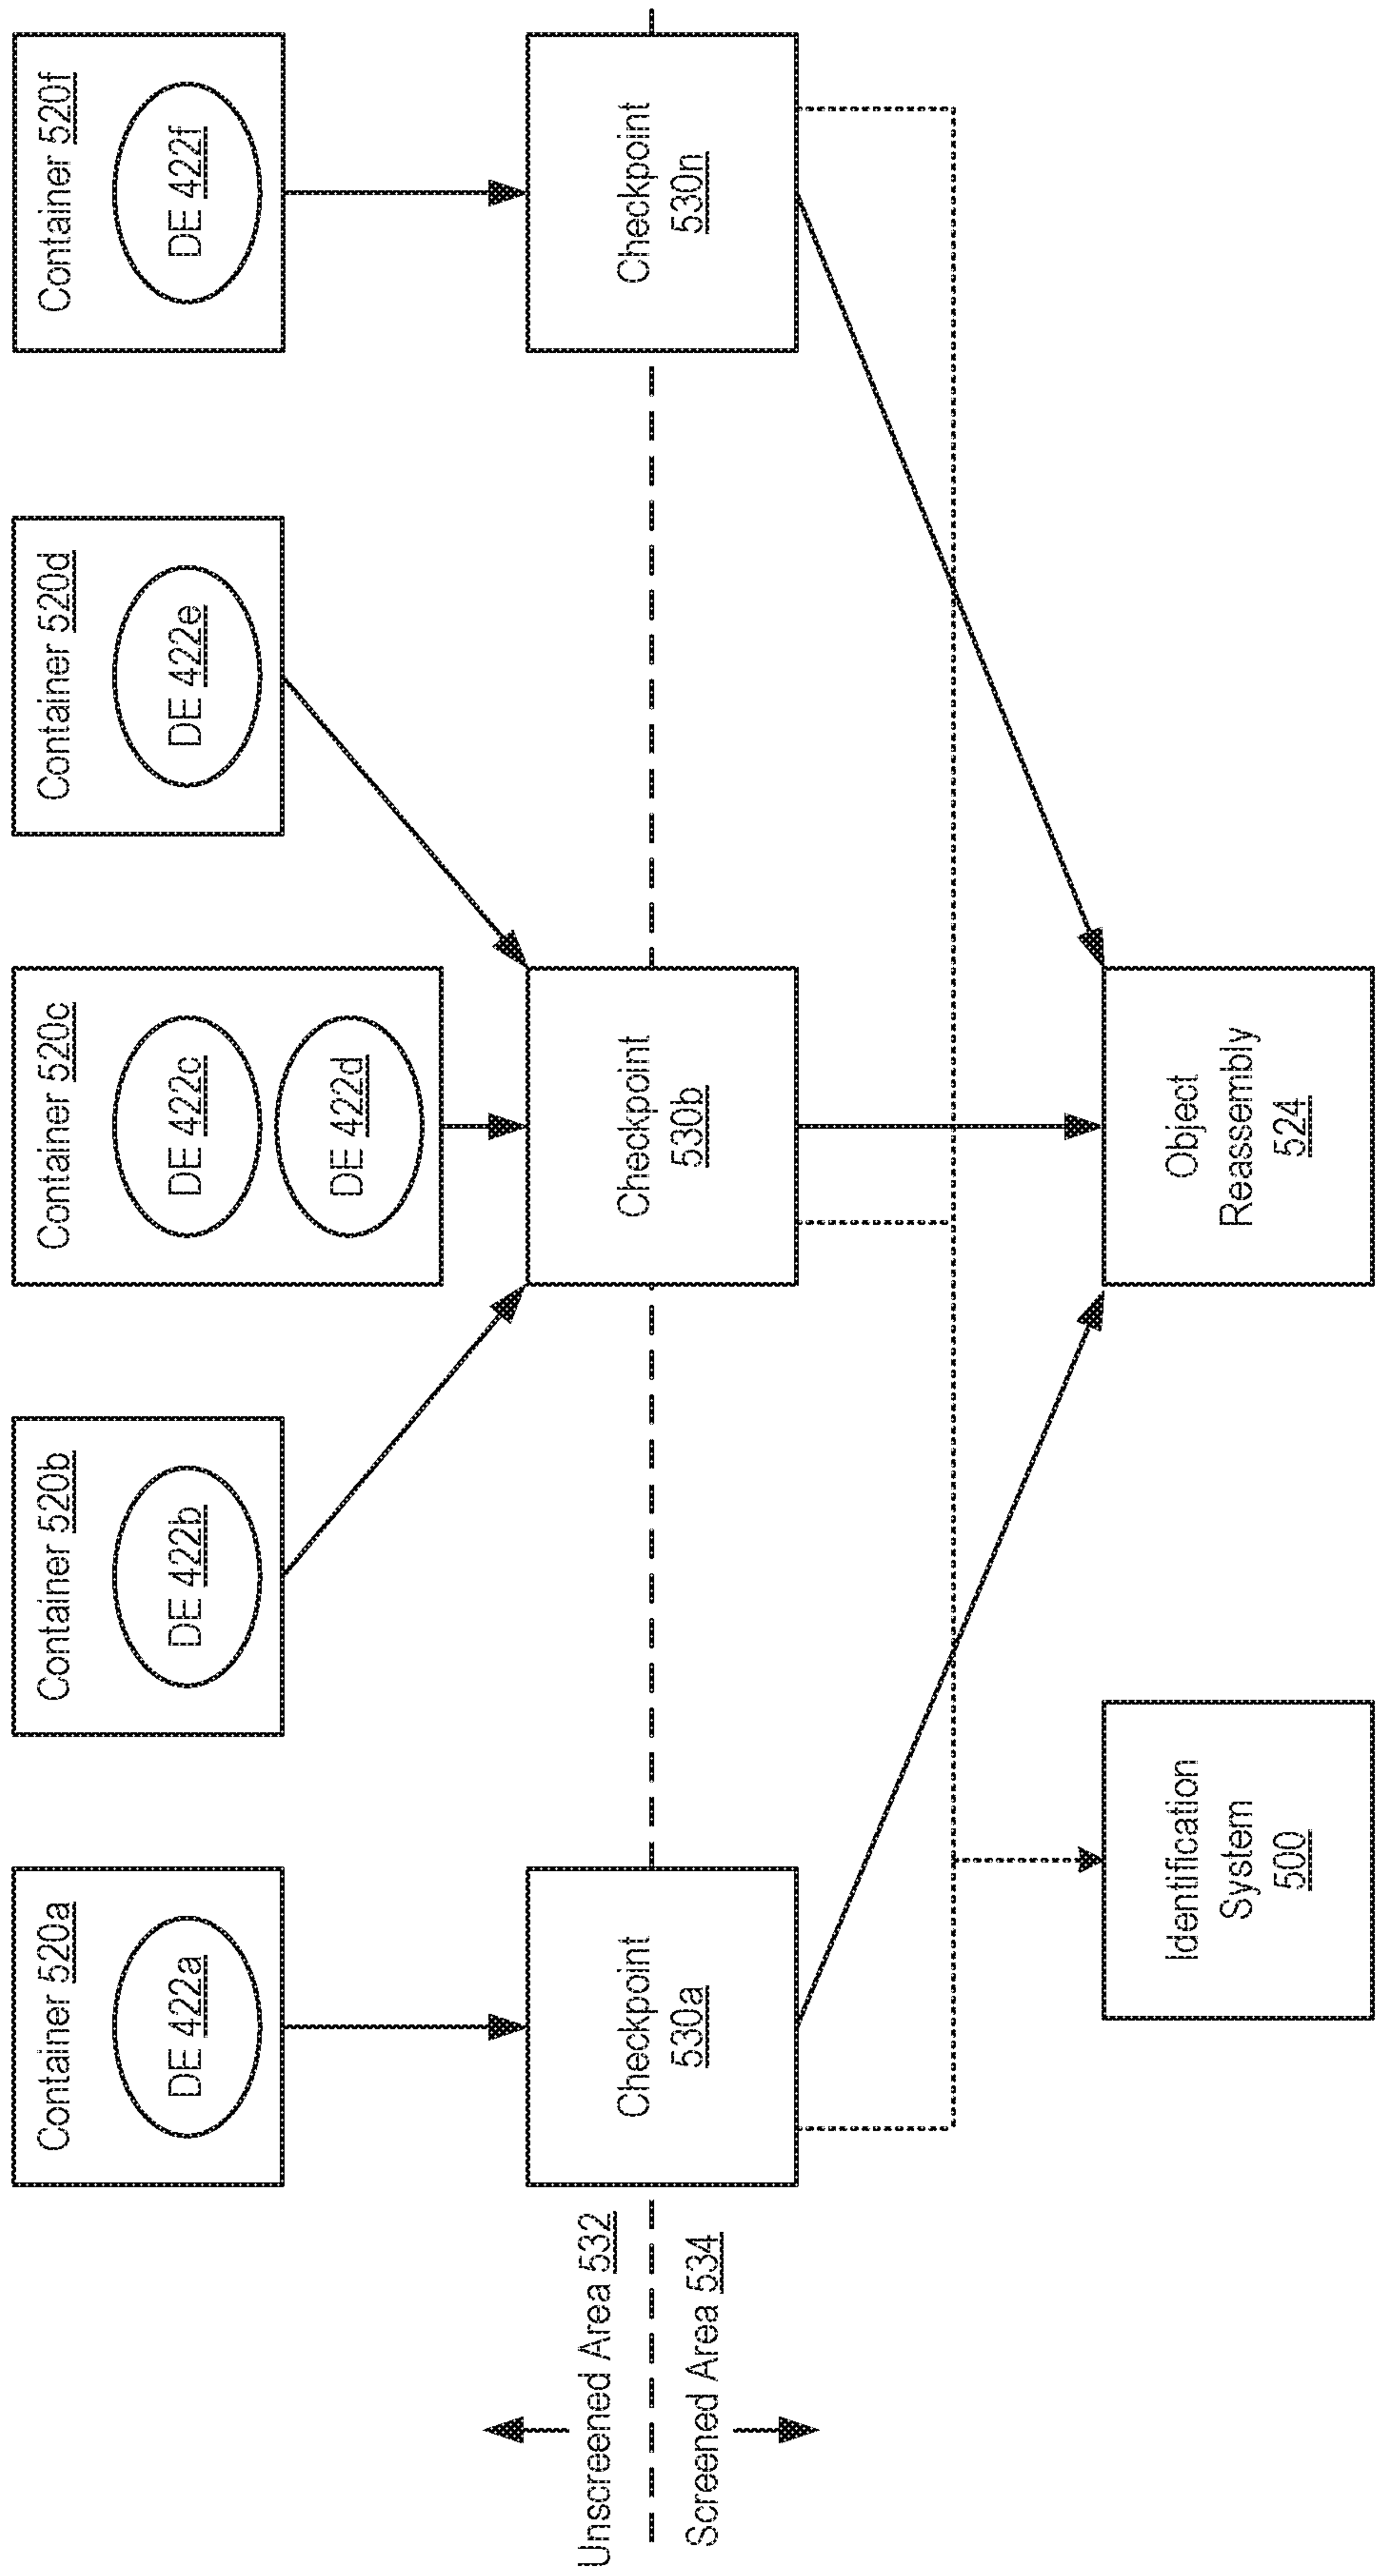 Container 520a
DE 422a
Container 520b
DE 422b
Container 520c
DE 422c
DE 422d
Container 520d
DE 422e
Container 520f
DE 422f
Unscreened Area 532
Screened Area 534
Checkpoint
530a
Checkpoint
530b
Checkpoint
530n
Identification
System
500
Object
Reassembly
524